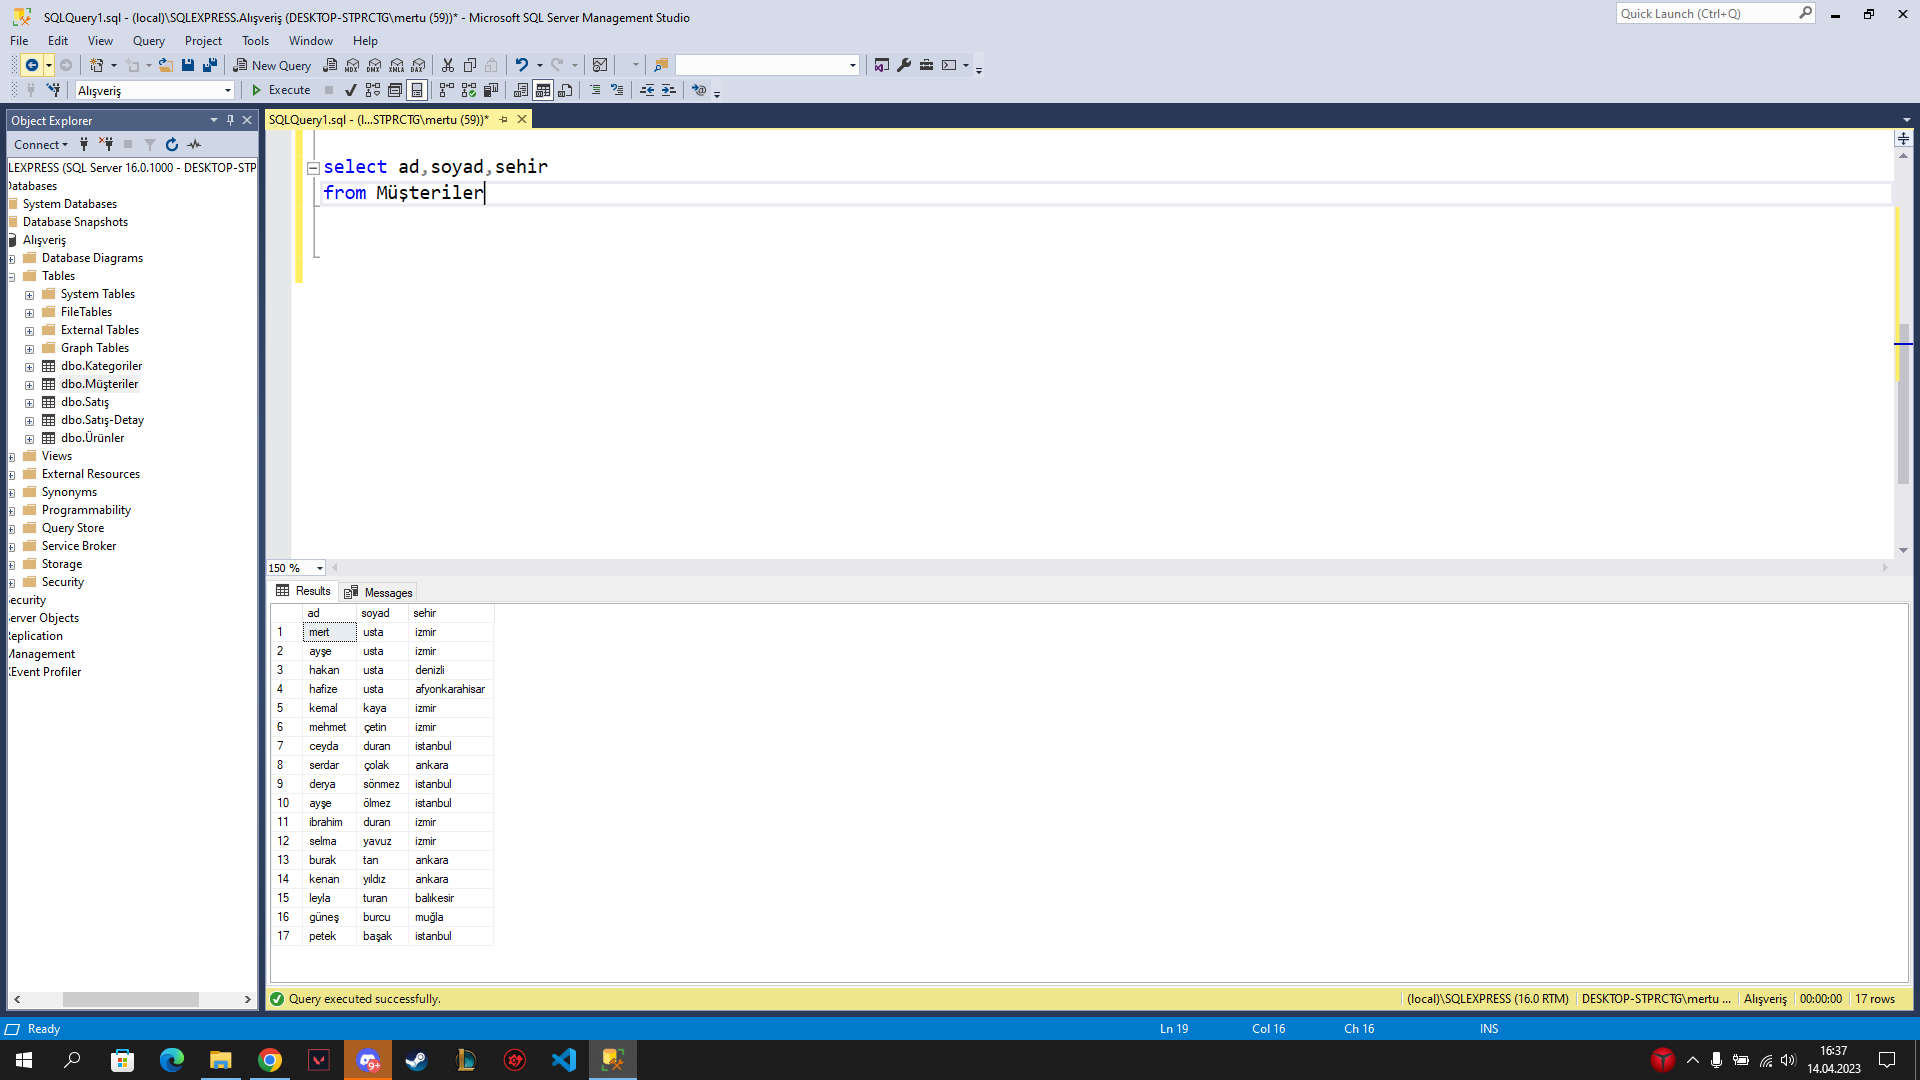 SQLQuery1.sql - (local)\SQLEXPRESS.Alışveriş (DESKTOP-STPRCTG\mertu (59))* - Microsoft SQL Server Management Studio
Quick Launch (Ctrl+Q)
File Edit View Query Project Tools Window Help
New Query
MDX DMX XMLA DAX
Alışveriş
Execute
Object Explorer
Connect
LEXPRESS (SQL Server 16.0.1000 - DESKTOP-STP
Databases
System Databases
Database Snapshots
Alışveriş
Database Diagrams
Tables
System Tables
FileTables
External Tables
Graph Tables
dbo.Kategoriler
dbo.Müşteriler
dbo.Satış
dbo.Satış-Detay
dbo.Ürünler
Views
External Resources
Synonyms
Programmability
Query Store
Service Broker
Storage
Security
ecurity
erver Objects
Replication
Management
XEvent Profiler
SQLQuery1.sql - (l...STPRCTG\mertu (59))*
select ad,soyad,sehir
from Müşteriler
150 %
Results Messages
ad soyad sehir
1 mert usta izmir
2 ayşe usta izmir
3 hakan usta denizli
4 hafize usta afyonkarahisar
5 kemal kaya izmir
6 mehmet çetin izmir
7 ceyda duran istanbul
8 serdar çolak ankara
9 derya sönmez istanbul
10 ayşe ölmez istanbul
11 ibrahim duran izmir
12 selma yavuz izmir
13 burak tan ankara
14 kenan yıldız ankara
15 leyla turan balıkesir
16 güneş burcu muğla
17 petek başak istanbul
Query executed successfully.
(local)\SQLEXPRESS (16.0 RTM) DESKTOP-STPRCTG\mertu ... Alışveriş 00:00:00 17 rows
Ready
Ln 19 Col 16 Ch 16 INS
9+
16:37
14.04.2023